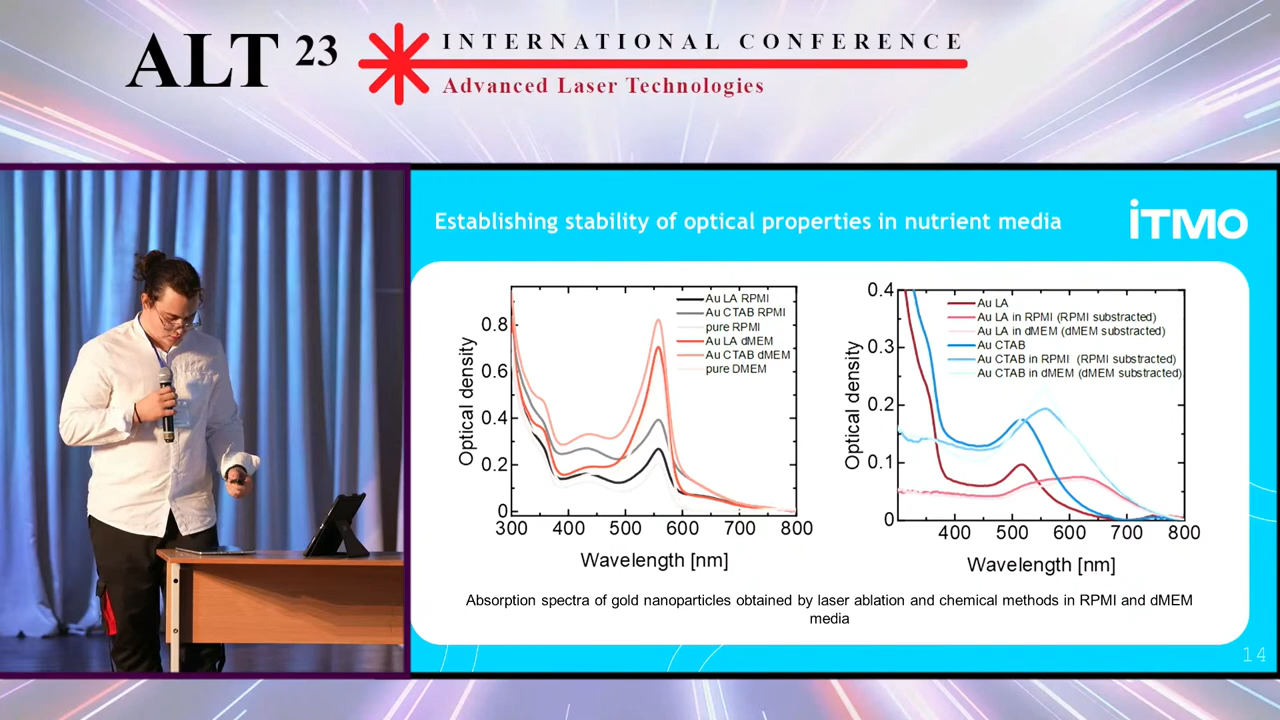 ALT 23
INTERNATIONAL CONFERENCE
Advanced Laser Technologies
Establishing stability of optical properties in nutrient media
iTMO
Optical density
0.8
0.6
0.4
0.2
0
300 400 500 600 700 800
Wavelength [nm]
Au LA RPMI
Au CTAB RPMI
pure RPMI
Au LA dMEM
Au CTAB dMEM
pure DMEM
Optical density
0.4
0.3
0.2
0.1
0
400 500 600 700 800
Wavelength [nm]
Au LA
Au LA in RPMI (RPMI substracted)
Au LA in dMEM (dMEM substracted)
Au CTAB
Au CTAB in RPMI (RPMI substracted)
Au CTAB in dMEM (dMEM substracted)
Absorption spectra of gold nanoparticles obtained by laser ablation and chemical methods in RPMI and dMEM
media
14